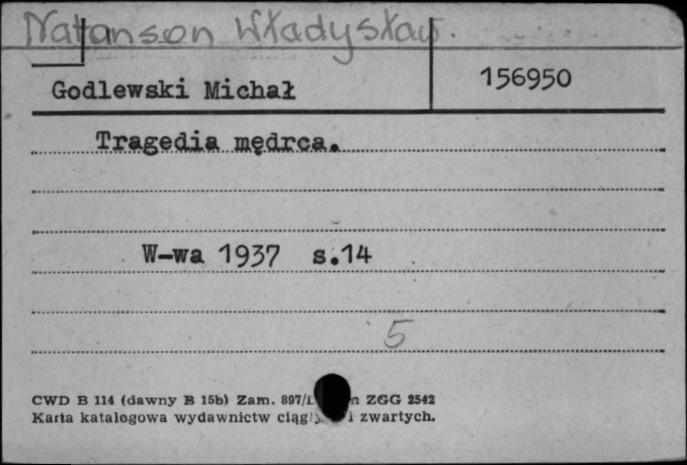 Natanson Władysław.
Godlewski Michał 156950
Tragedia mędrca.
W-wa 1937 s.14
5
CWD B 114 (dawny B 15b) Zam. 897/L n ZGG 2542
Karta katalogowa wydawnictw i zwartych.